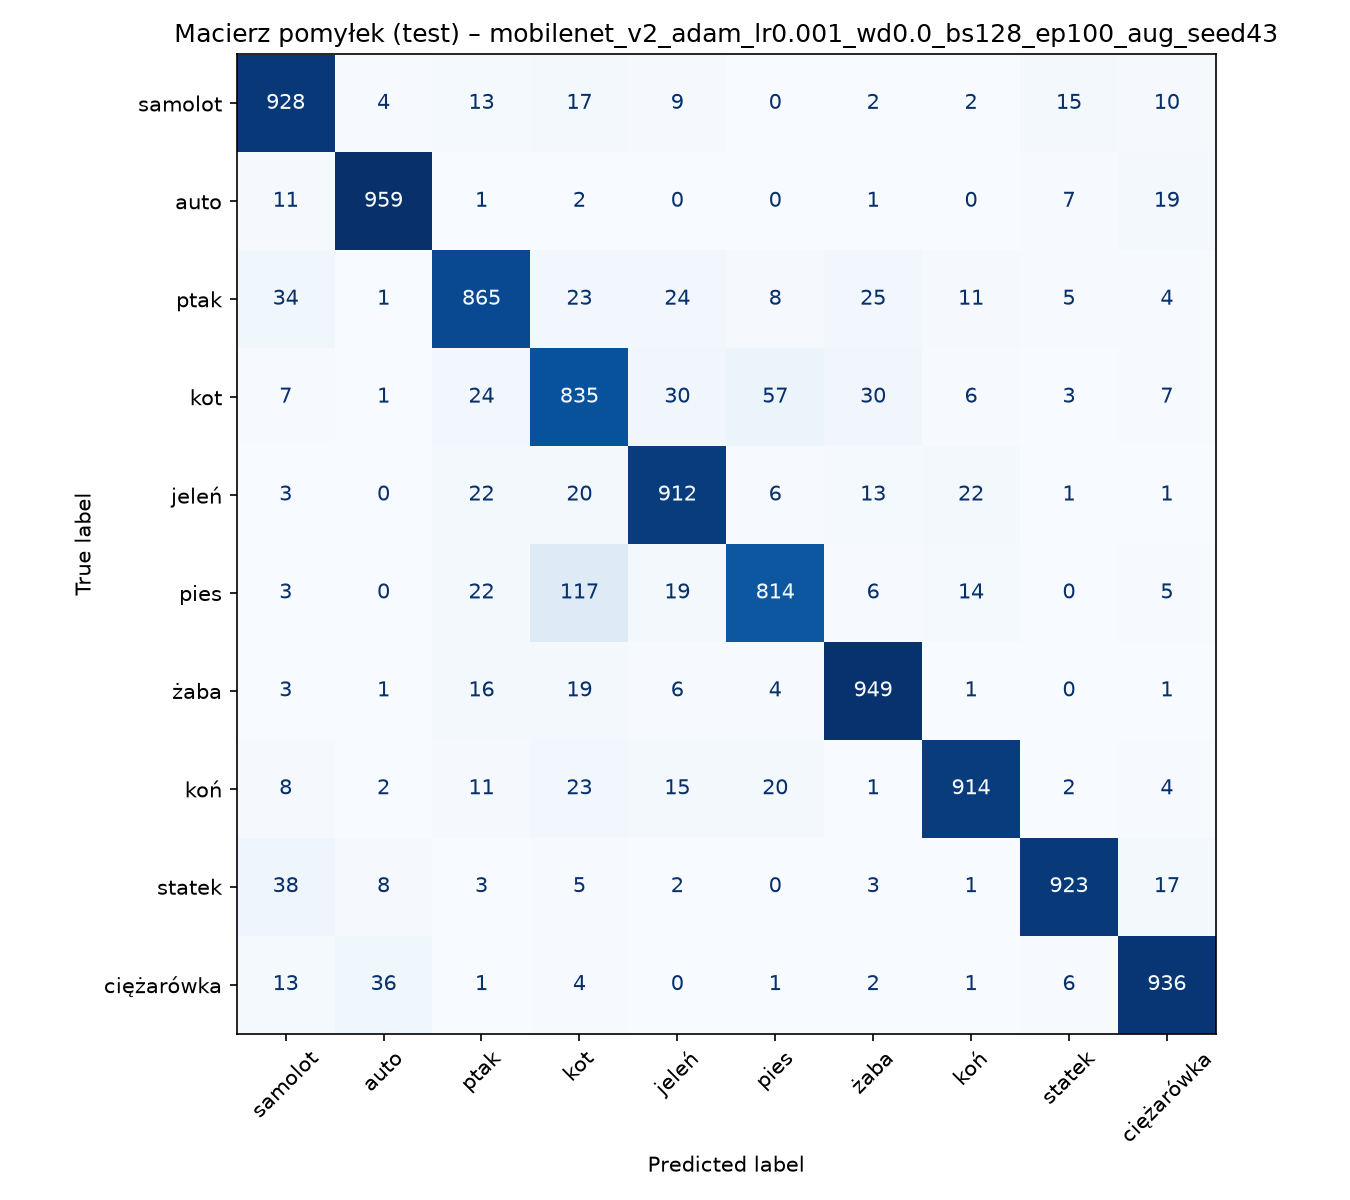 Macierz pomyłek (test) – mobilenet_v2_adam_lr0.001_wd0.0_bs128_ep100_aug_seed43
samolot 928 4 13 17 9 0 2 2 15 10
auto 11 959 1 2 0 0 1 0 7 19
ptak 34 1 865 23 24 8 25 11 5 4
kot 7 1 24 835 30 57 30 6 3 7
jeleń 3 0 22 20 912 6 13 22 1 1
pies 3 0 22 117 19 814 6 14 0 5
żaba 3 1 16 19 6 4 949 1 0 1
koń 8 2 11 23 15 20 1 914 2 4
statek 38 8 3 5 2 0 3 1 923 17
ciężarówka 13 36 1 4 0 1 2 1 6 936
True label
samolot auto ptak kot jeleń pies żaba koń statek ciężarówka
Predicted label